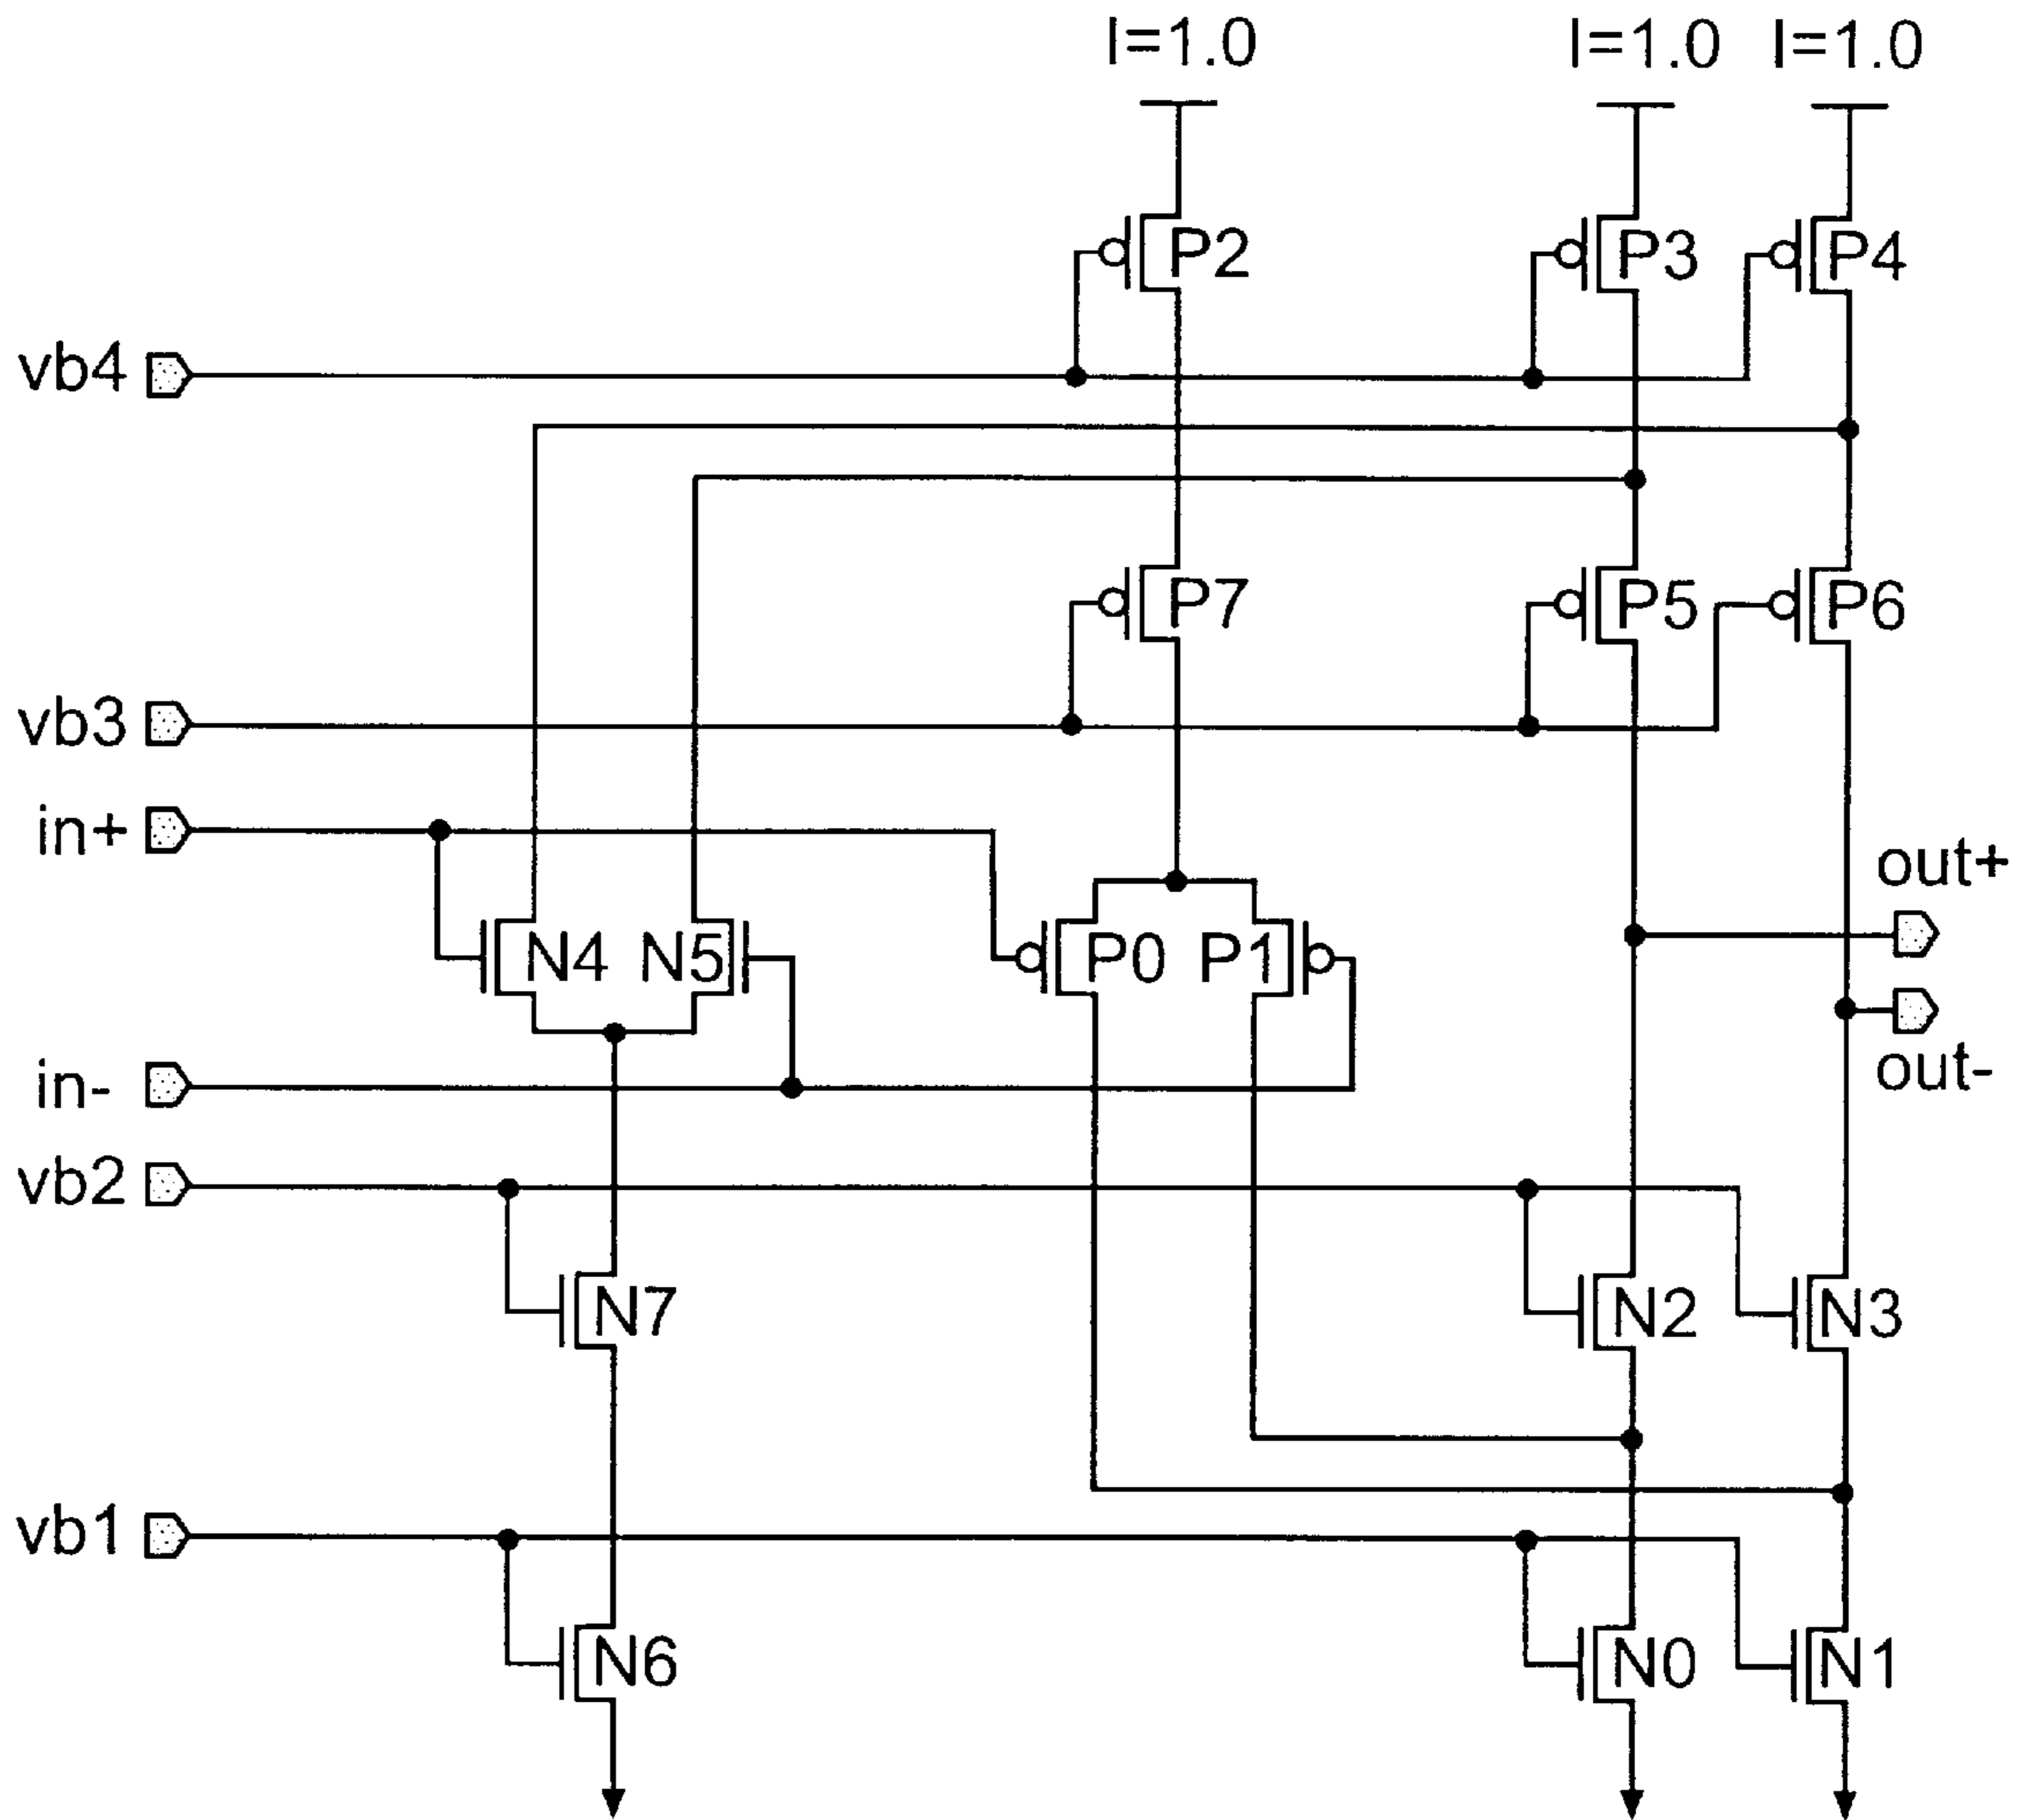 I=1.0 I=1.0 I=1.0
P2 P3 P4
vb4
P7 P5 P6
vb3
in+
out+
N4 N5 P0 P1
out-
in-
vb2
N7 N2 N3
vb1
N6 N0 N1